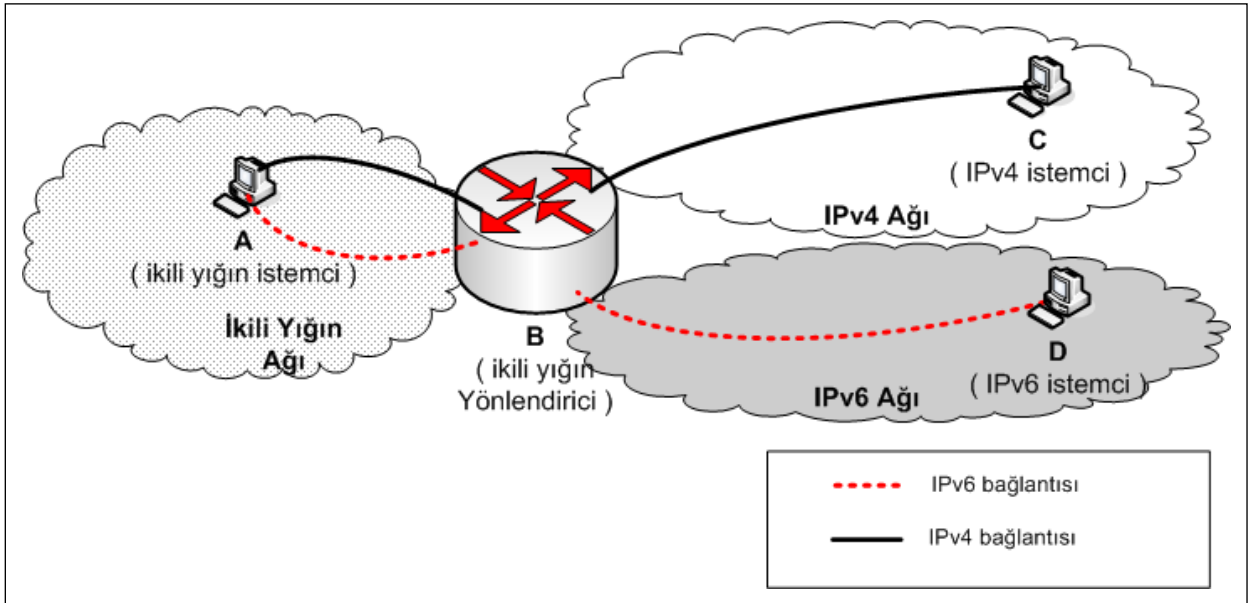 A
( ikili yığın istemci )
İkili Yığın
Ağı
B
( ikili yığın
Yönlendirici )
C
( IPv4 istemci )
IPv4 Ağı
D
( IPv6 istemci )
IPv6 Ağı
IPv6 bağlantısı
IPv4 bağlantısı